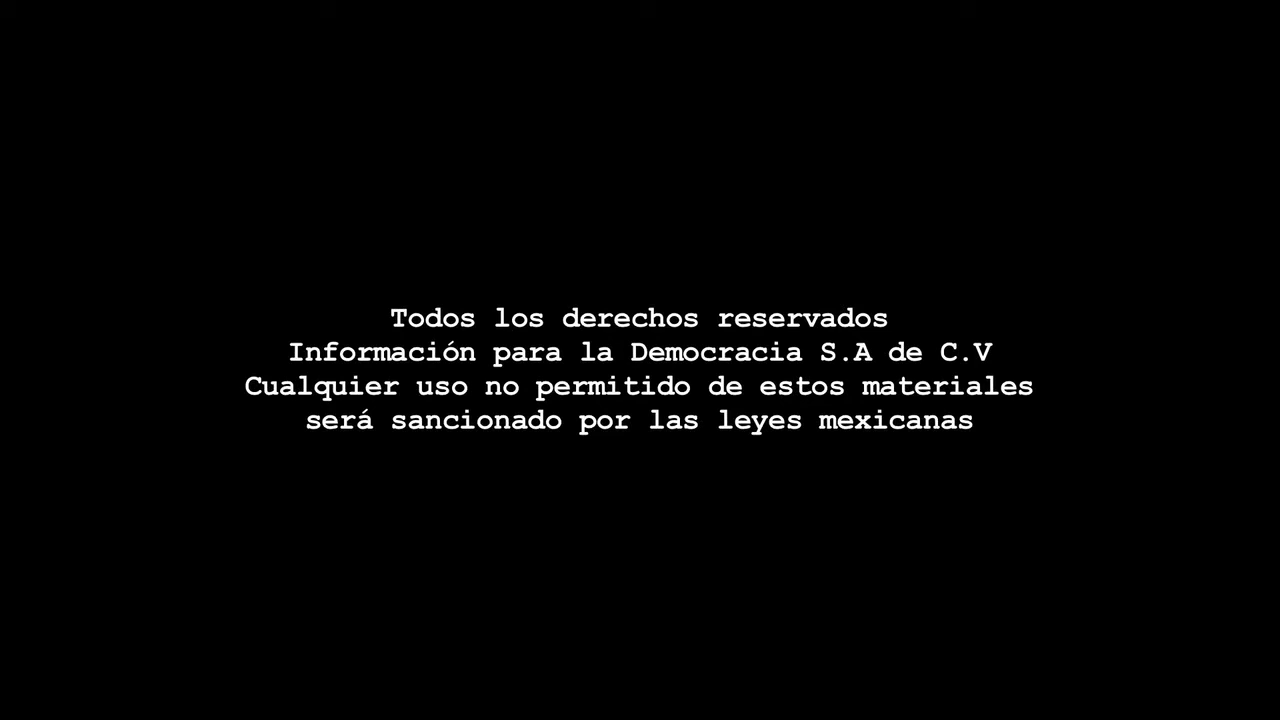 Todos los derechos reservados
Información para la Democracia S.A de C.V
Cualquier uso no permitido de estos materiales
será sancionado por las leyes mexicanas